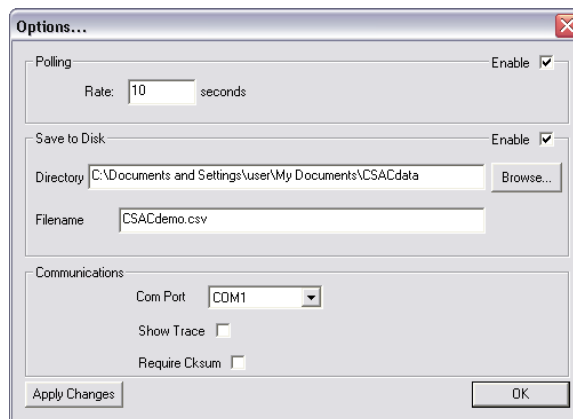 Options...
Polling Enable
Rate: 10 seconds
Save to Disk Enable
Directory C:\Documents and Settings\user\My Documents\CSACdata Browse...
Filename CSACdemo.csv
Communications
Com Port COM1
Show Trace
Require Cksum
Apply Changes OK